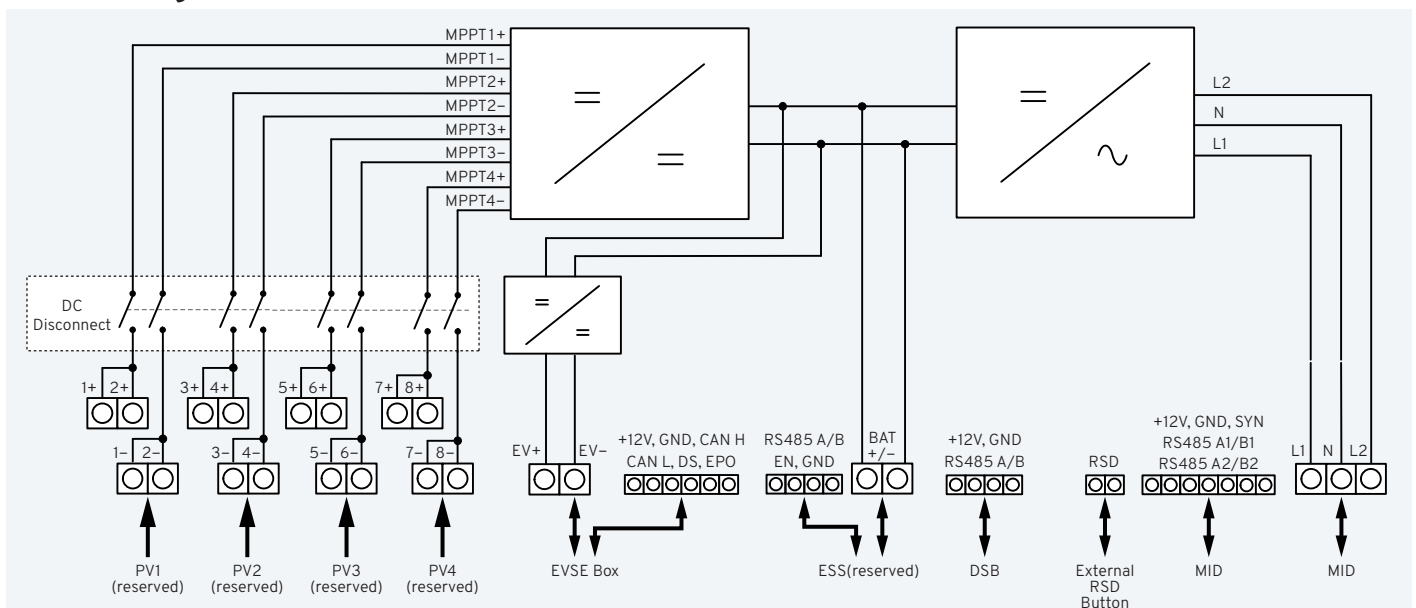 MPPT1+
MPPT1–
MPPT2+
MPPT2–
MPPT3+
MPPT3–
MPPT4+
MPPT4–
L2
N
L1
DC
Disconnect
1+ 2+
3+ 4+
5+ 6+
7+ 8+
1– 2–
3– 4–
5– 6–
7– 8–
EV+
EV–
+12V, GND, CAN H
CAN L, DS, EPO
RS485 A/B
EN, GND
BAT
+/–
+12V, GND
RS485 A/B
RSD
+12V, GND, SYN
RS485 A1/B1
RS485 A2/B2
L1 N L2
PV1
(reserved)
PV2
(reserved)
PV3
(reserved)
PV4
(reserved)
EVSE Box
ESS(reserved)
DSB
External
RSD
Button
MID
MID